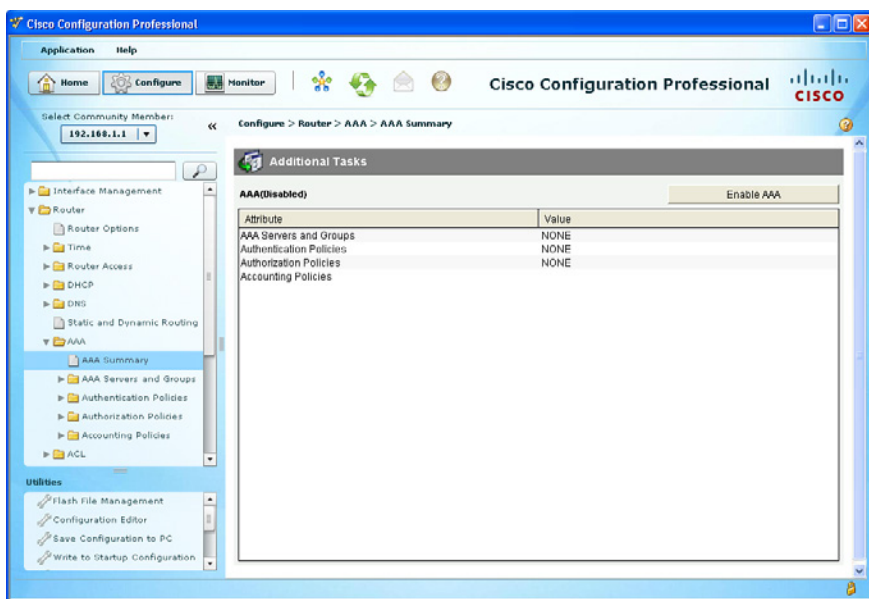 Cisco Configuration Professional
Application Help
Home Configure Monitor
Cisco Configuration Professional
CISCO
Select Community Member:
192.168.1.1
«
Configure > Router > AAA > AAA Summary
Additional Tasks
Interface Management
Router
Router Options
Time
Router Access
DHCP
DNS
Static and Dynamic Routing
AAA
AAA Summary
AAA Servers and Groups
Authentication Policies
Authorization Policies
Accounting Policies
ACL
AAA(Disabled)
Enable AAA
Attribute Value
AAA Servers and Groups NONE
Authentication Policies NONE
Authorization Policies NONE
Accounting Policies
Utilities
Flash File Management
Configuration Editor
Save Configuration to PC
Write to Startup Configuration